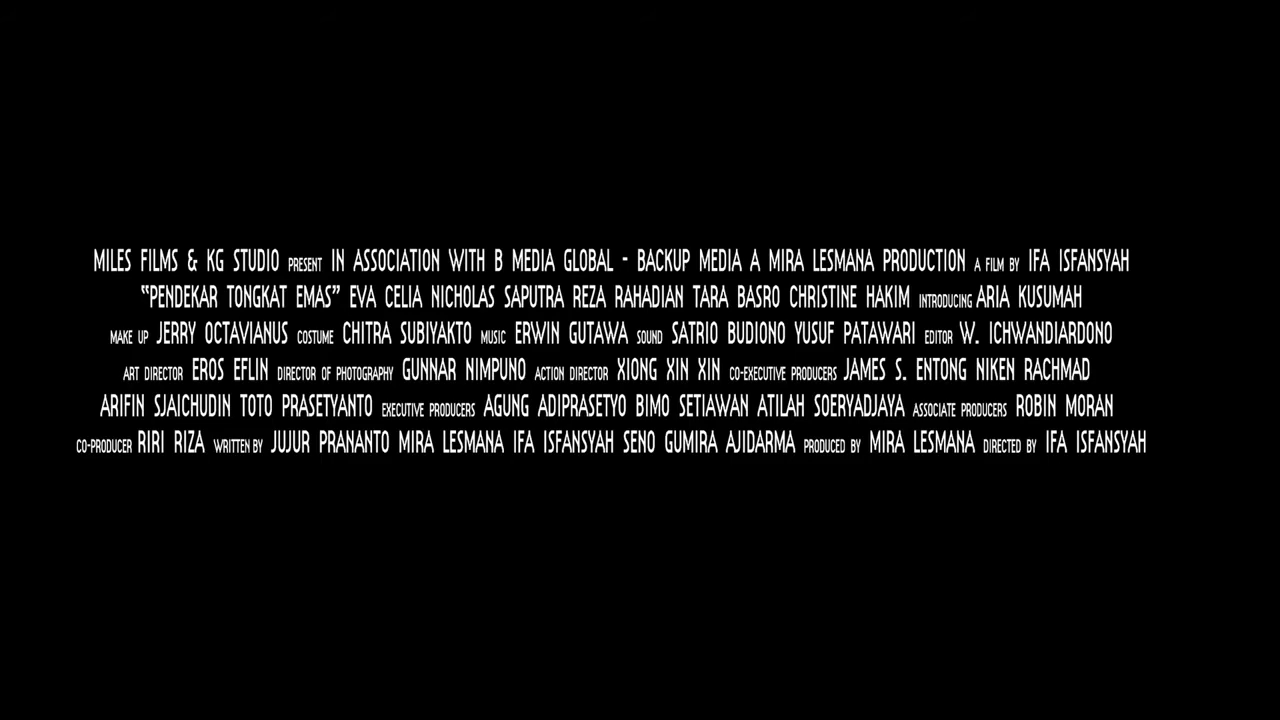 MILES FILMS & KG STUDIO PRESENT IN ASSOCIATION WITH B MEDIA GLOBAL - BACKUP MEDIA A MIRA LESMANA PRODUCTION A FILM BY IFA ISFANSYAH
“PENDEKAR TONGKAT EMAS” EVA CELIA NICHOLAS SAPUTRA REZA RAHADIAN TARA BASRO CHRISTINE HAKIM INTRODUCING ARIA KUSUMAH
MAKE UP JERRY OCTAVIANUS COSTUME CHITRA SUBIYAKTO MUSIC ERWIN GUTAWA SOUND SATRIO BUDIONO YUSUF PATAWARI EDITOR W. ICHWANDIARDONO
ART DIRECTOR EROS EFLIN DIRECTOR OF PHOTOGRAPHY GUNNAR NIMPUNO ACTION DIRECTOR XIONG XIN XIN CO-EXECUTIVE PRODUCERS JAMES S. ENTONG NIKEN RACHMAD
ARIFIN SJAICHUDIN TOTO PRASETYANTO EXECUTIVE PRODUCERS AGUNG ADIPRASETYO BIMO SETIAWAN ATILAH SOERYADJAYA ASSOCIATE PRODUCERS ROBIN MORAN
CO-PRODUCER RIRI RIZA WRITTEN BY JUJUR PRANANTO MIRA LESMANA IFA ISFANSYAH SENO GUMIRA AJIDARMA PRODUCED BY MIRA LESMANA DIRECTED BY IFA ISFANSYAH